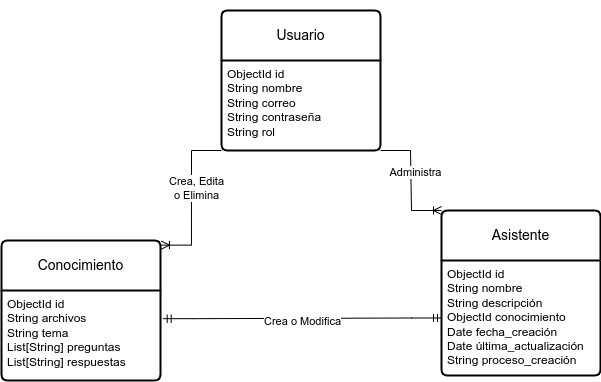 Usuario
ObjectId id
String nombre
String correo
String contraseña
String rol
Crea, Edita
o Elimina
Administra
Conocimiento
ObjectId id
String archivos
String tema
List[String] preguntas
List[String] respuestas
Crea o Modifica
Asistente
ObjectId id
String nombre
String descripción
ObjectId conocimiento
Date fecha_creación
Date última_actualización
String proceso_creación